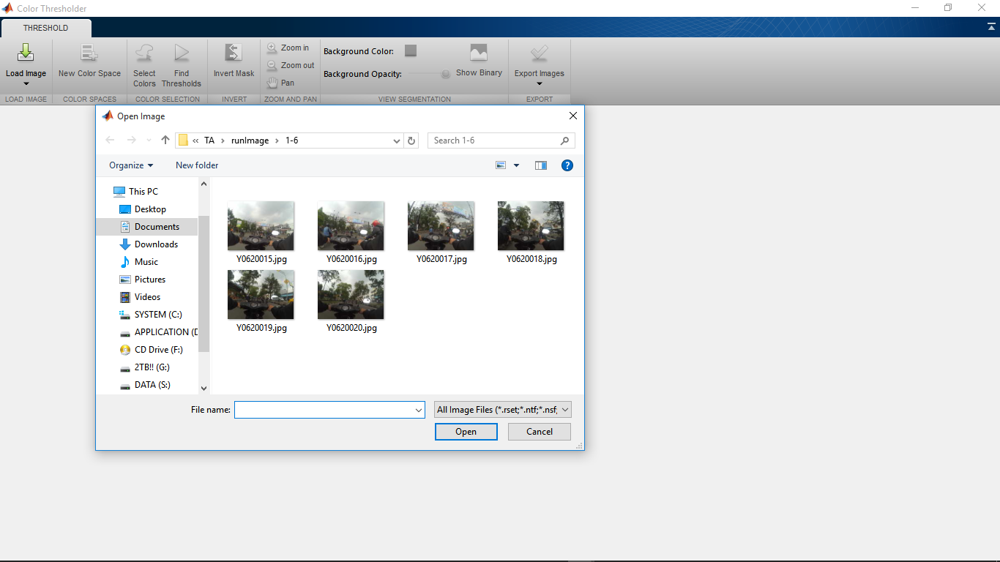 Color Thresholder
THRESHOLD
Load Image
New Color Space
Select Colors
Find Thresholds
Invert Mask
Zoom in
Zoom out
Pan
Background Color:
Background Opacity:
Show Binary
Export Images
LOAD IMAGE
COLOR SPACES
COLOR SELECTION
INVERT
ZOOM AND PAN
VIEW SEGMENTATION
EXPORT
Open Image
« TA › runImage › 1-6
Search 1-6
Organize
New folder
?
This PC
Desktop
Documents
Downloads
Music
Pictures
Videos
SYSTEM (C:)
APPLICATION (D
CD Drive (F:)
2TB!! (G:)
DATA (S:)
Y0620015.jpg
Y0620016.jpg
Y0620017.jpg
Y0620018.jpg
Y0620019.jpg
Y0620020.jpg
File name:
All Image Files (*.rset;*.ntf;*.nsf;
Open
Cancel